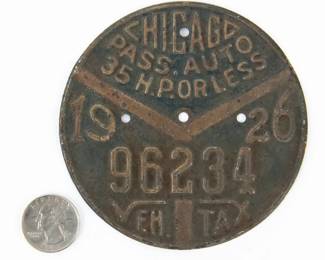 CHICAGO
PASS. AUTO
35 H.P. OR LESS
19 26
96234
VEH. TAX